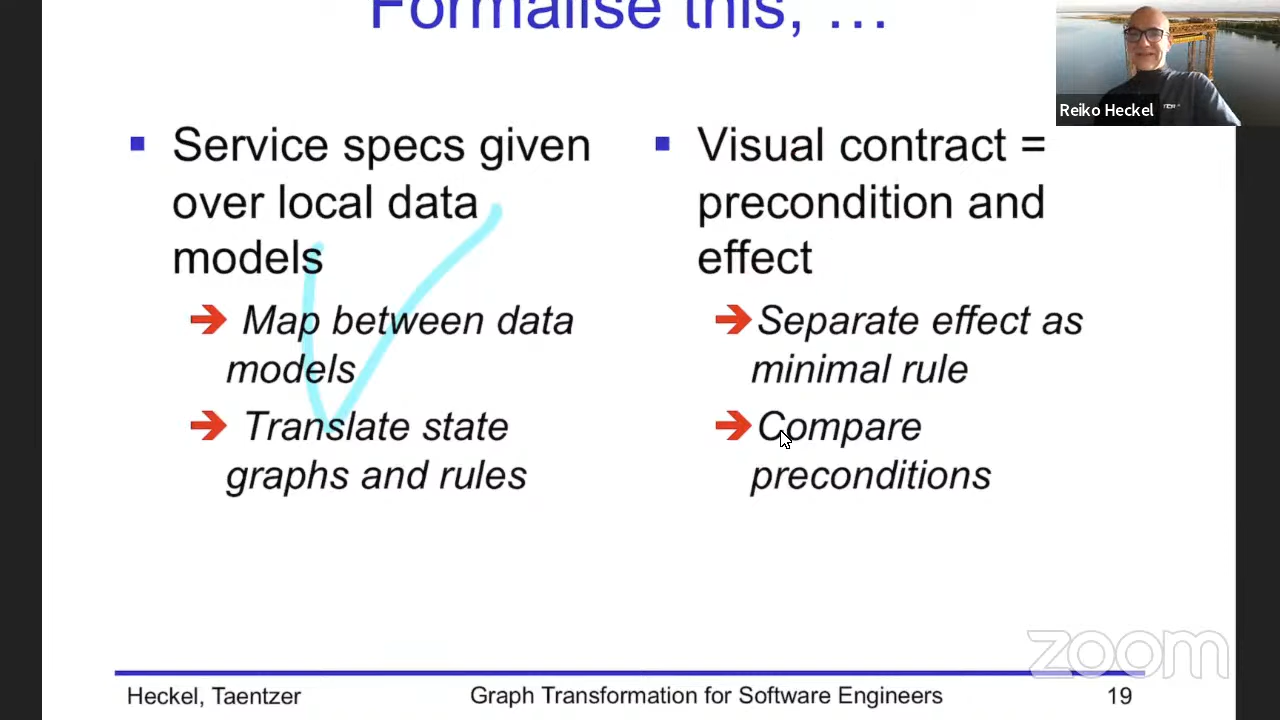 Formalise this, …
Reiko Heckel
Service specs given
over local data
models
Map between data
models
Translate state
graphs and rules
Visual contract =
precondition and
effect
Separate effect as
minimal rule
Compare
preconditions
zoom
Heckel, Taentzer
Graph Transformation for Software Engineers
19